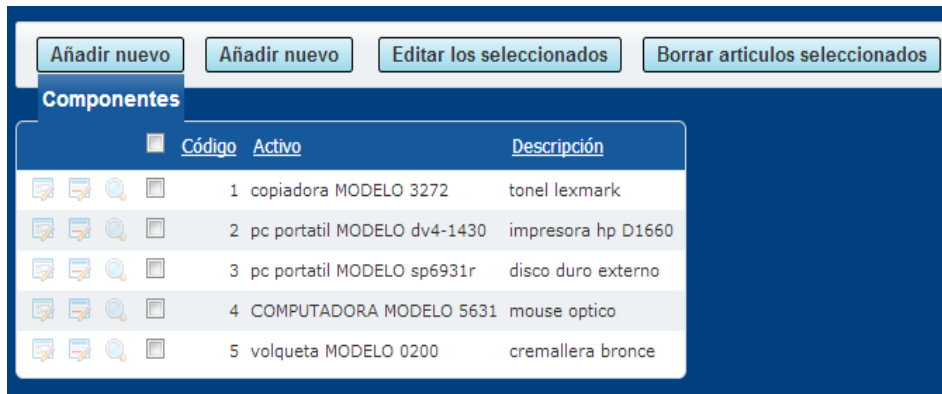 Añadir nuevo Añadir nuevo Editar los seleccionados Borrar articulos seleccionados
Componentes
Código Activo Descripción
1 copiadora MODELO 3272 tonel lexmark
2 pc portatil MODELO dv4-1430 impresora hp D1660
3 pc portatil MODELO sp6931r disco duro externo
4 COMPUTADORA MODELO 5631 mouse optico
5 volqueta MODELO 0200 cremallera bronce